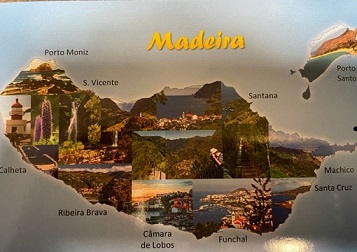 Madeira
Porto Moniz
S. Vicente
Santana
Porto
Santo
Calheta
Machico
Santa Cruz
Ribeira Brava
Câmara
de Lobos
Funchal